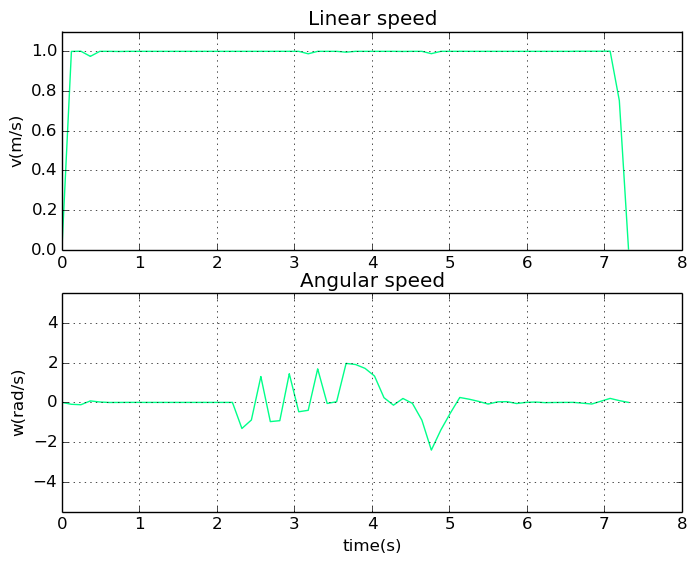 Linear speed
1.0
0.8
0.6
0.4
0.2
0.0
v(m/s)
0 1 2 3 4 5 6 7 8
Angular speed
4
2
0
−2
−4
w(rad/s)
0 1 2 3 4 5 6 7 8
time(s)